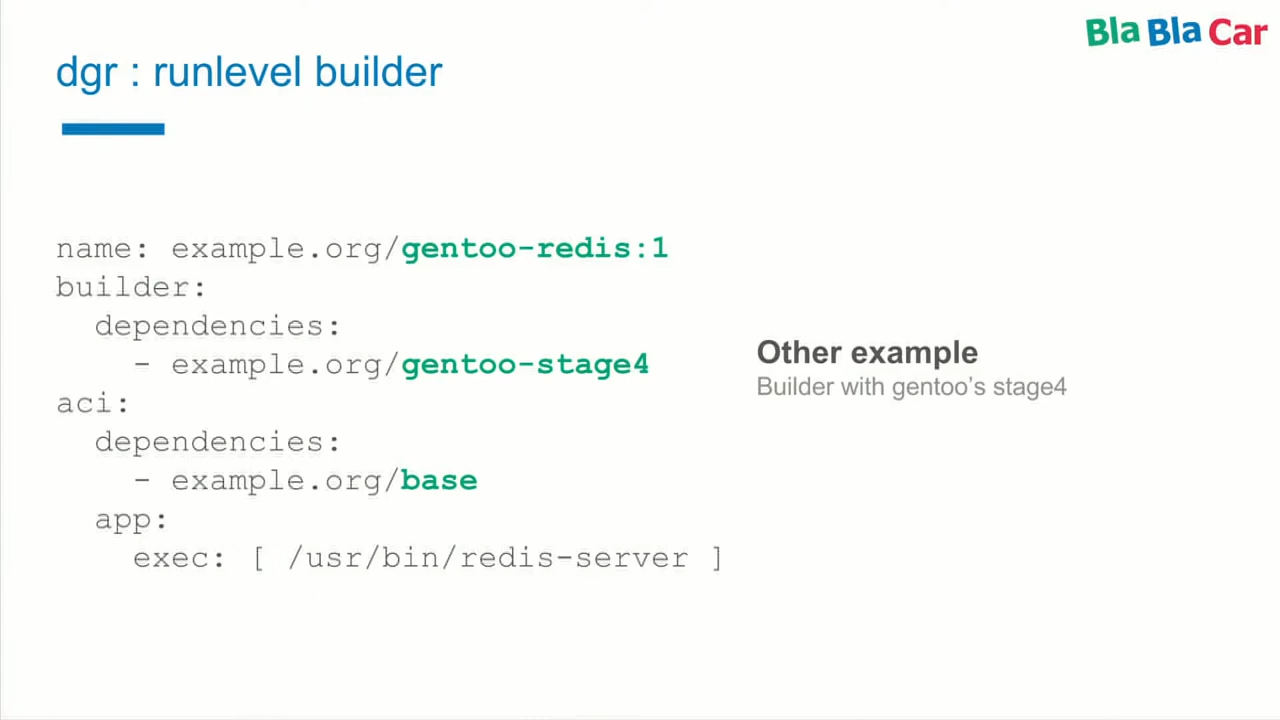 Bla Bla Car
dgr : runlevel builder
name: example.org/gentoo-redis:1
builder:
  dependencies:
    - example.org/gentoo-stage4
aci:
  dependencies:
    - example.org/base
  app:
    exec: [ /usr/bin/redis-server ]
Other example
Builder with gentoo’s stage4